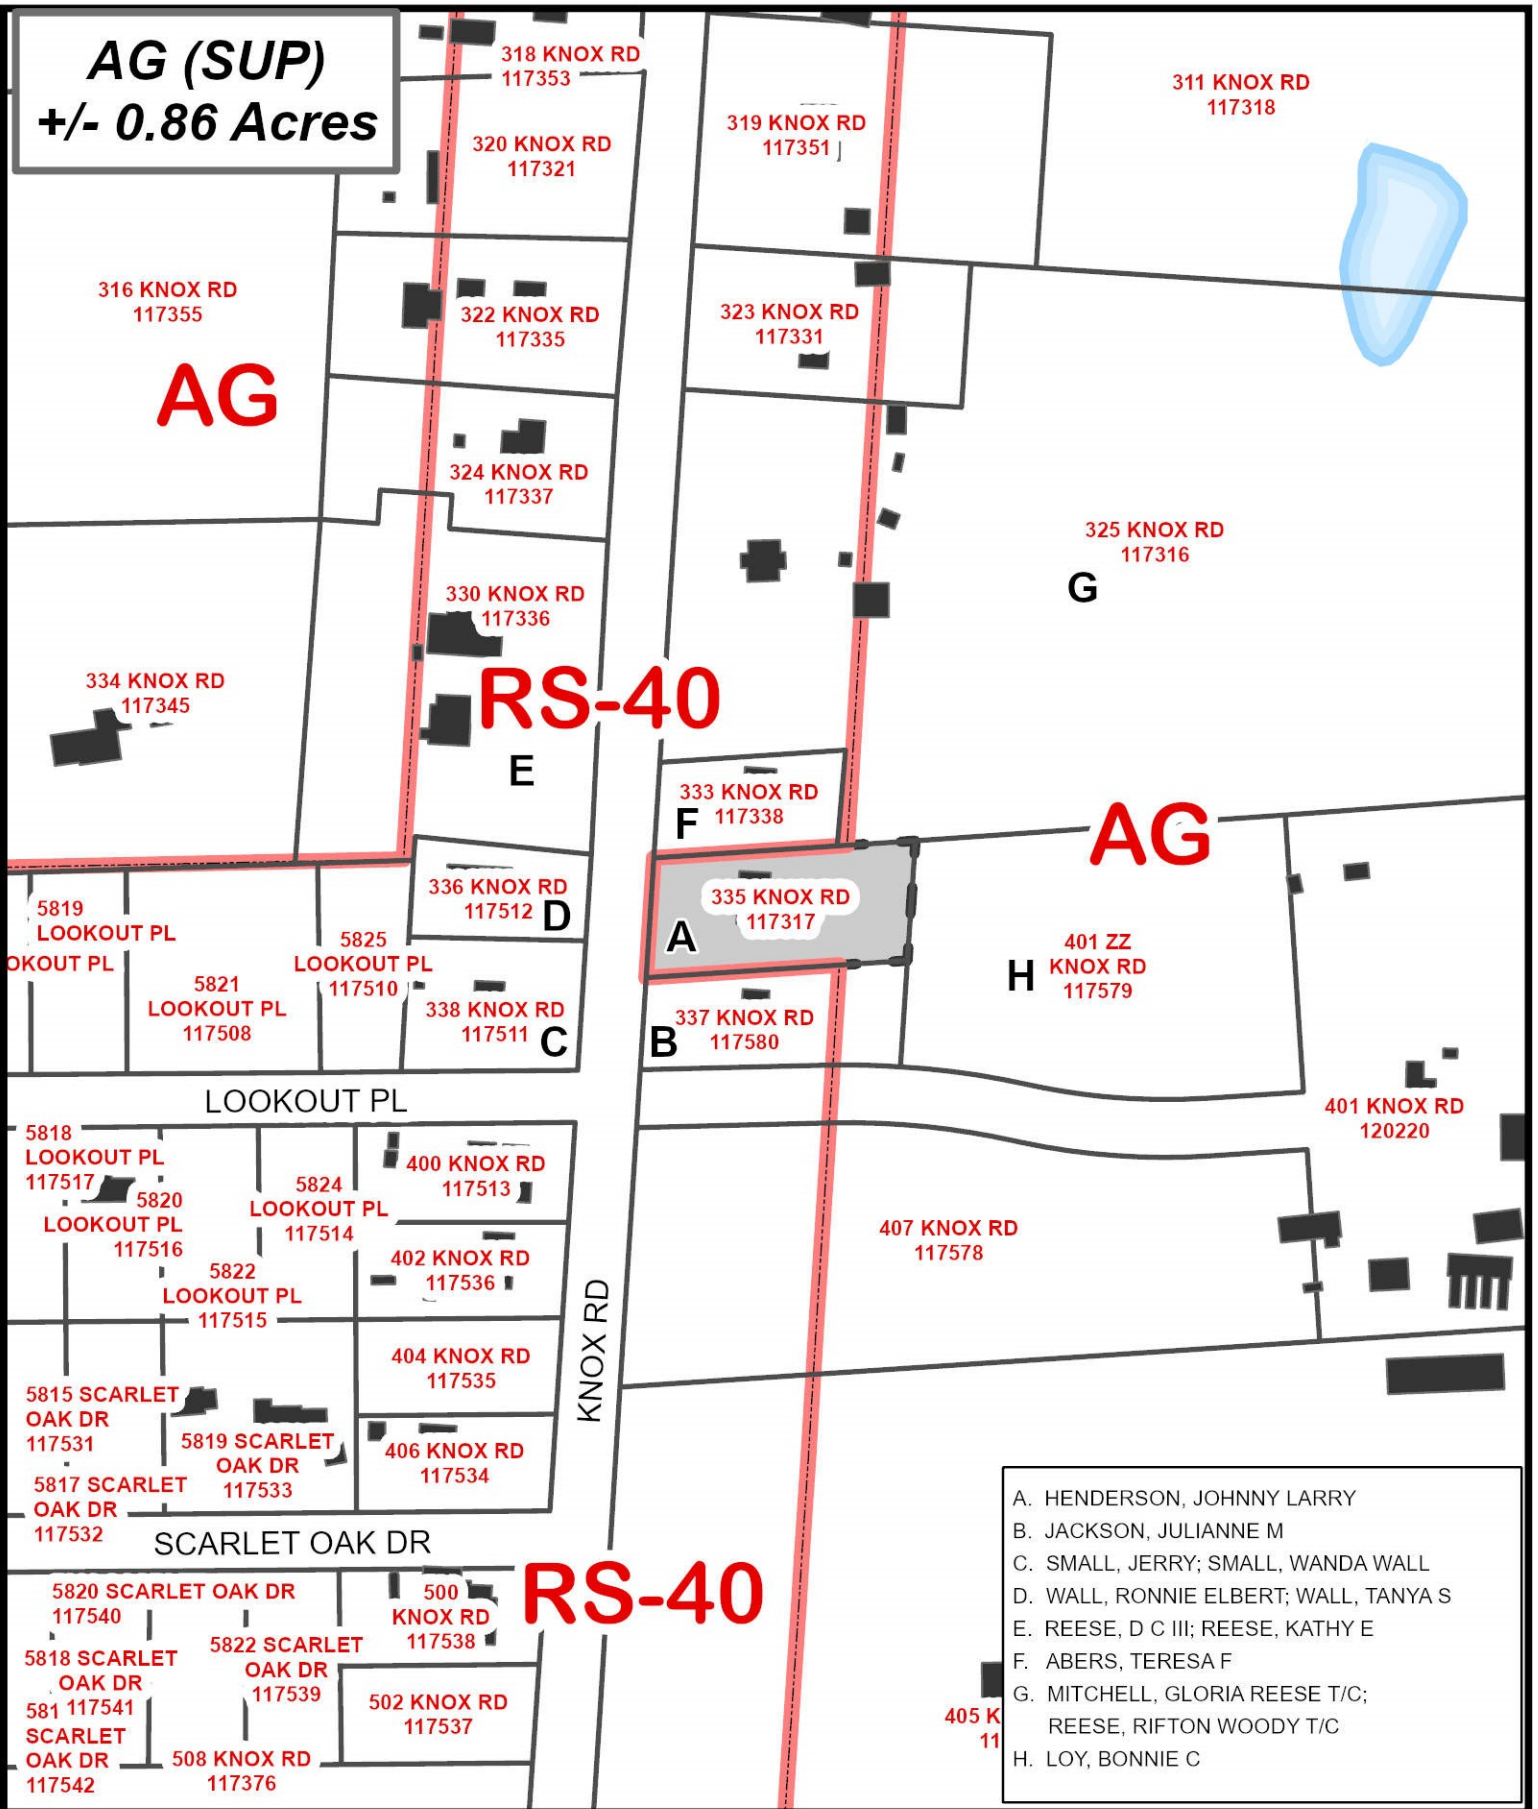 AG (SUP)
+/- 0.86 Acres
318 KNOX RD
117353
311 KNOX RD
117318
319 KNOX RD
117351
320 KNOX RD
117321
316 KNOX RD
117355
322 KNOX RD
117335
323 KNOX RD
117331
AG
324 KNOX RD
117337
325 KNOX RD
117316
G
330 KNOX RD
117336
334 KNOX RD
117345
RS-40
E
333 KNOX RD
117338
F
AG
336 KNOX RD
117512
D
335 KNOX RD
117317
A
5819
LOOKOUT PL
OKOUT PL
5825
LOOKOUT PL
117510
5821
LOOKOUT PL
117508
401 ZZ
KNOX RD
117579
H
338 KNOX RD
117511
C
337 KNOX RD
117580
B
LOOKOUT PL
401 KNOX RD
120220
5818
LOOKOUT PL
117517
5820
LOOKOUT PL
117516
5824
LOOKOUT PL
117514
400 KNOX RD
117513
407 KNOX RD
117578
402 KNOX RD
117536
5822
LOOKOUT PL
117515
KNOX RD
404 KNOX RD
117535
5815 SCARLET
OAK DR
117531
5819 SCARLET
OAK DR
117533
406 KNOX RD
117534
5817 SCARLET
OAK DR
117532
SCARLET OAK DR
RS-40
5820 SCARLET OAK DR
117540
500
KNOX RD
117538
5818 SCARLET
OAK DR
117541
5822 SCARLET
OAK DR
117539
581
SCARLET
OAK DR
117542
502 KNOX RD
117537
508 KNOX RD
117376
405 K
11
A. HENDERSON, JOHNNY LARRY
B. JACKSON, JULIANNE M
C. SMALL, JERRY; SMALL, WANDA WALL
D. WALL, RONNIE ELBERT; WALL, TANYA S
E. REESE, D C III; REESE, KATHY E
F. ABERS, TERESA F
G. MITCHELL, GLORIA REESE T/C;
REESE, RIFTON WOODY T/C
H. LOY, BONNIE C